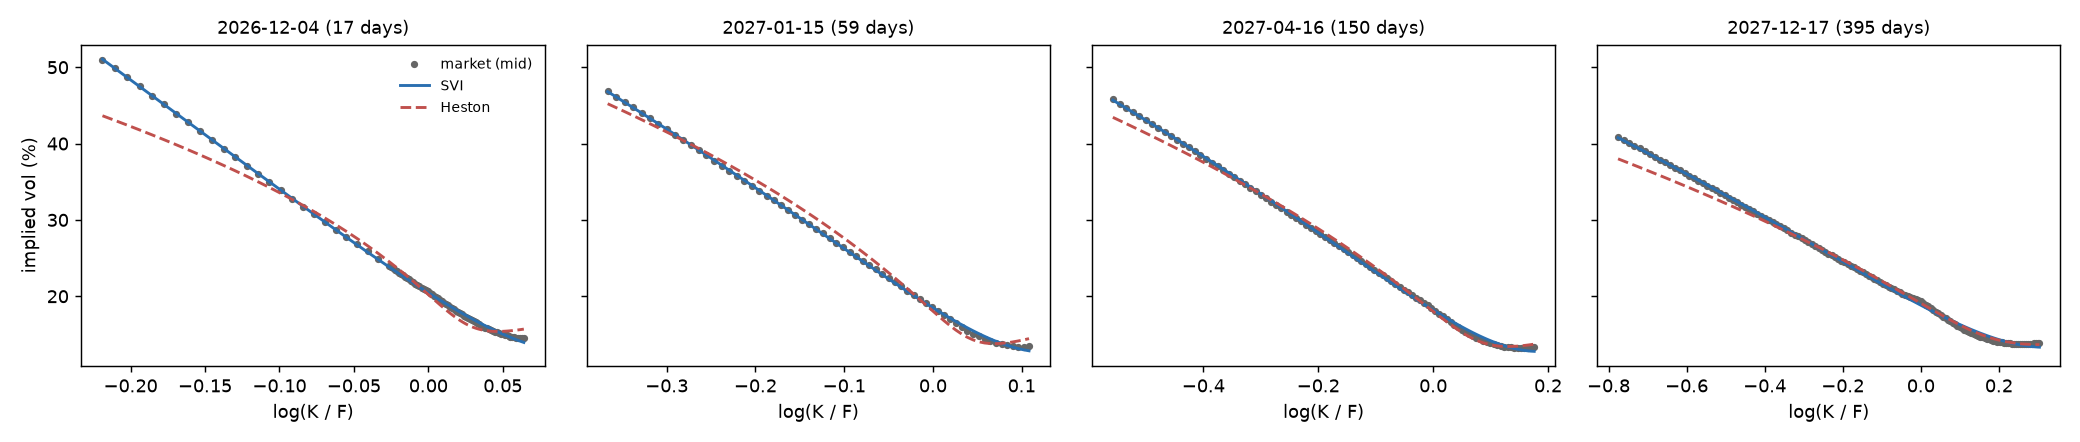 2026-12-04 (17 days)
2027-01-15 (59 days)
2027-04-16 (150 days)
2027-12-17 (395 days)
implied vol (%)
50
40
30
20
market (mid)
SVI
Heston
−0.20 −0.15 −0.10 −0.05 0.00 0.05
−0.3 −0.2 −0.1 0.0 0.1
−0.4 −0.2 0.0 0.2
−0.8 −0.6 −0.4 −0.2 0.0 0.2
log(K / F)
log(K / F)
log(K / F)
log(K / F)